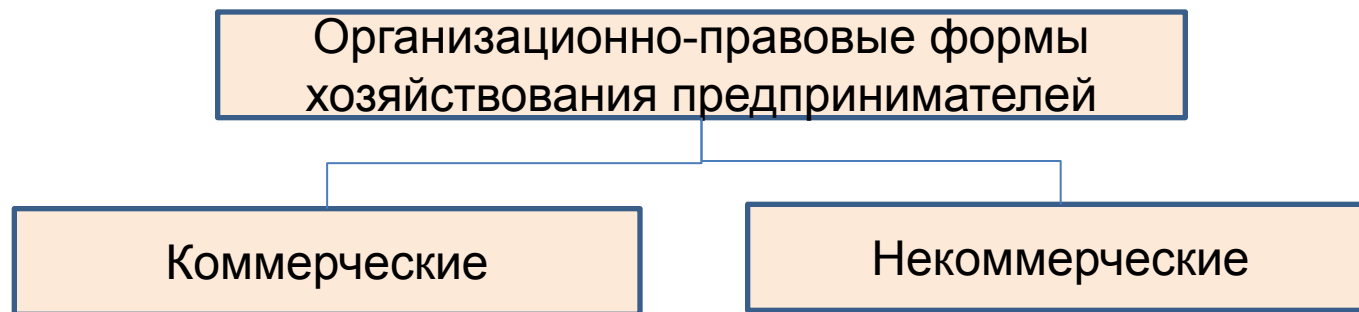 Организационно-правовые формы
хозяйствования предпринимателей
Коммерческие
Некоммерческие